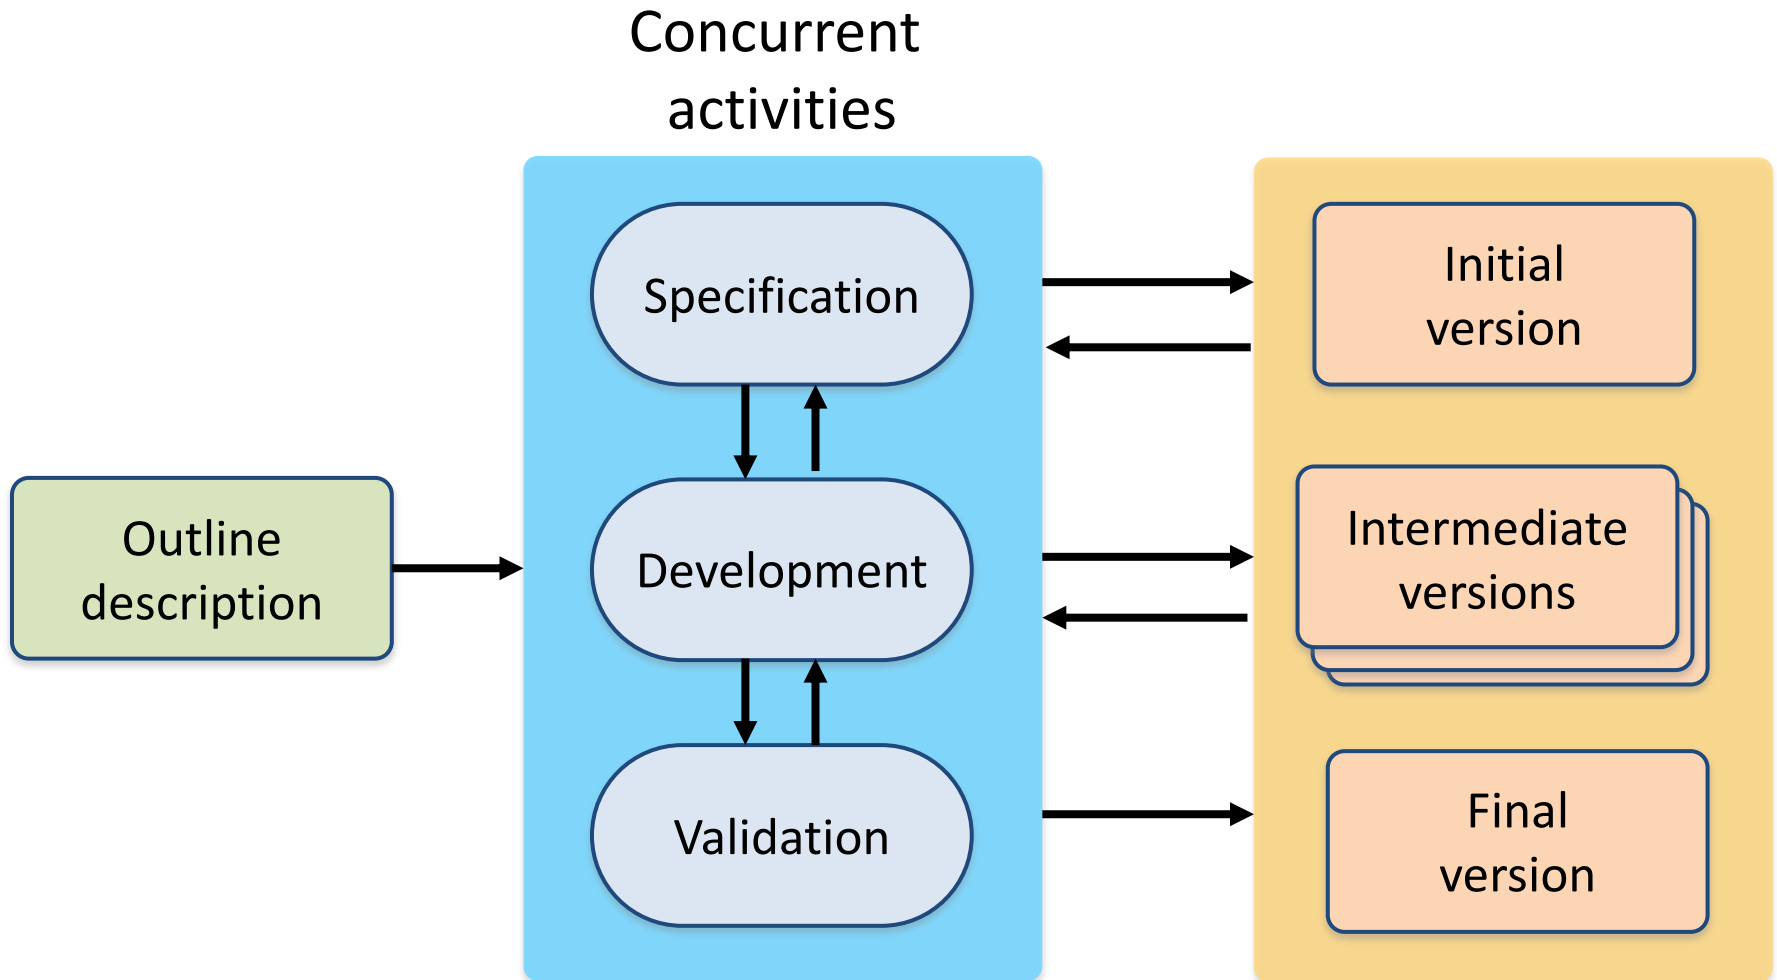 Concurrent
activities
Outline
description
Specification
Development
Validation
Initial
version
Intermediate
versions
Final
version